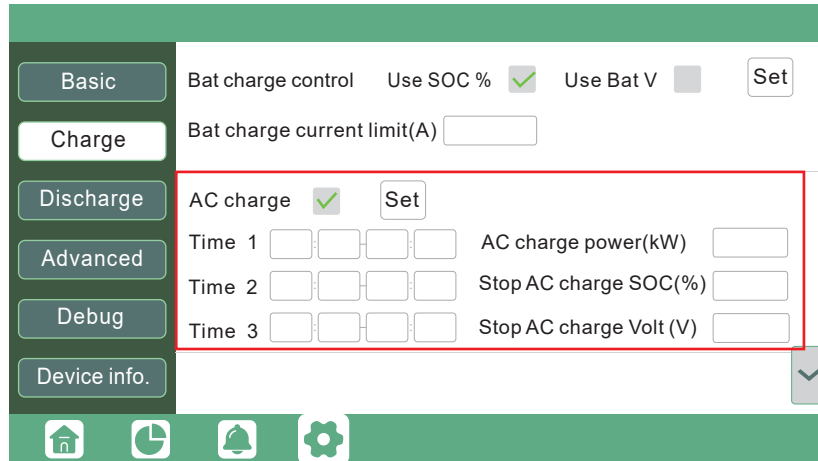 Basic
Charge
Discharge
Advanced
Debug
Device info.
Bat charge control Use SOC % Use Bat V Set
Bat charge current limit(A)
AC charge Set
Time 1 : - : AC charge power(kW)
Time 2 : - : Stop AC charge SOC(%)
Time 3 : - : Stop AC charge Volt (V)